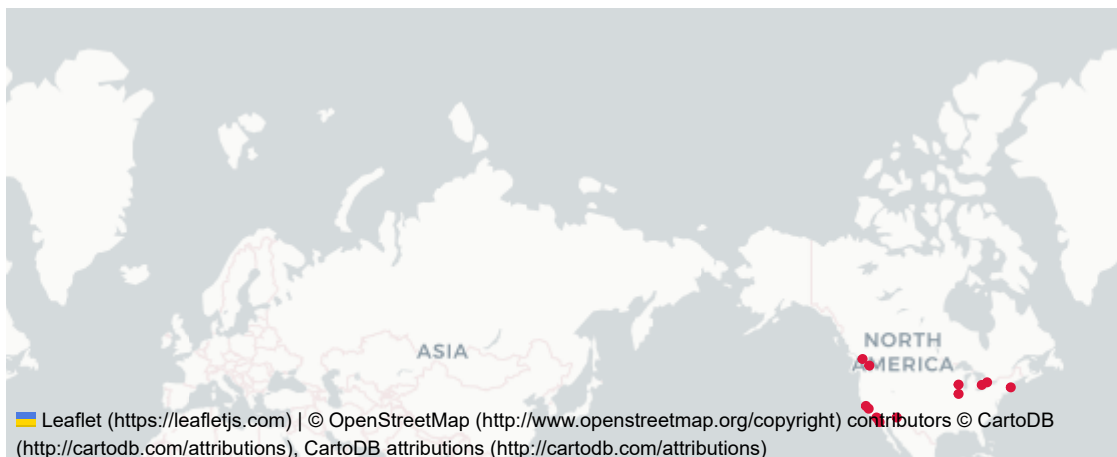 ASIA
NORTH
AMERICA
Leaflet (https://leafletjs.com) | © OpenStreetMap (http://www.openstreetmap.org/copyright) contributors © CartoDB
(http://cartodb.com/attributions), CartoDB attributions (http://cartodb.com/attributions)